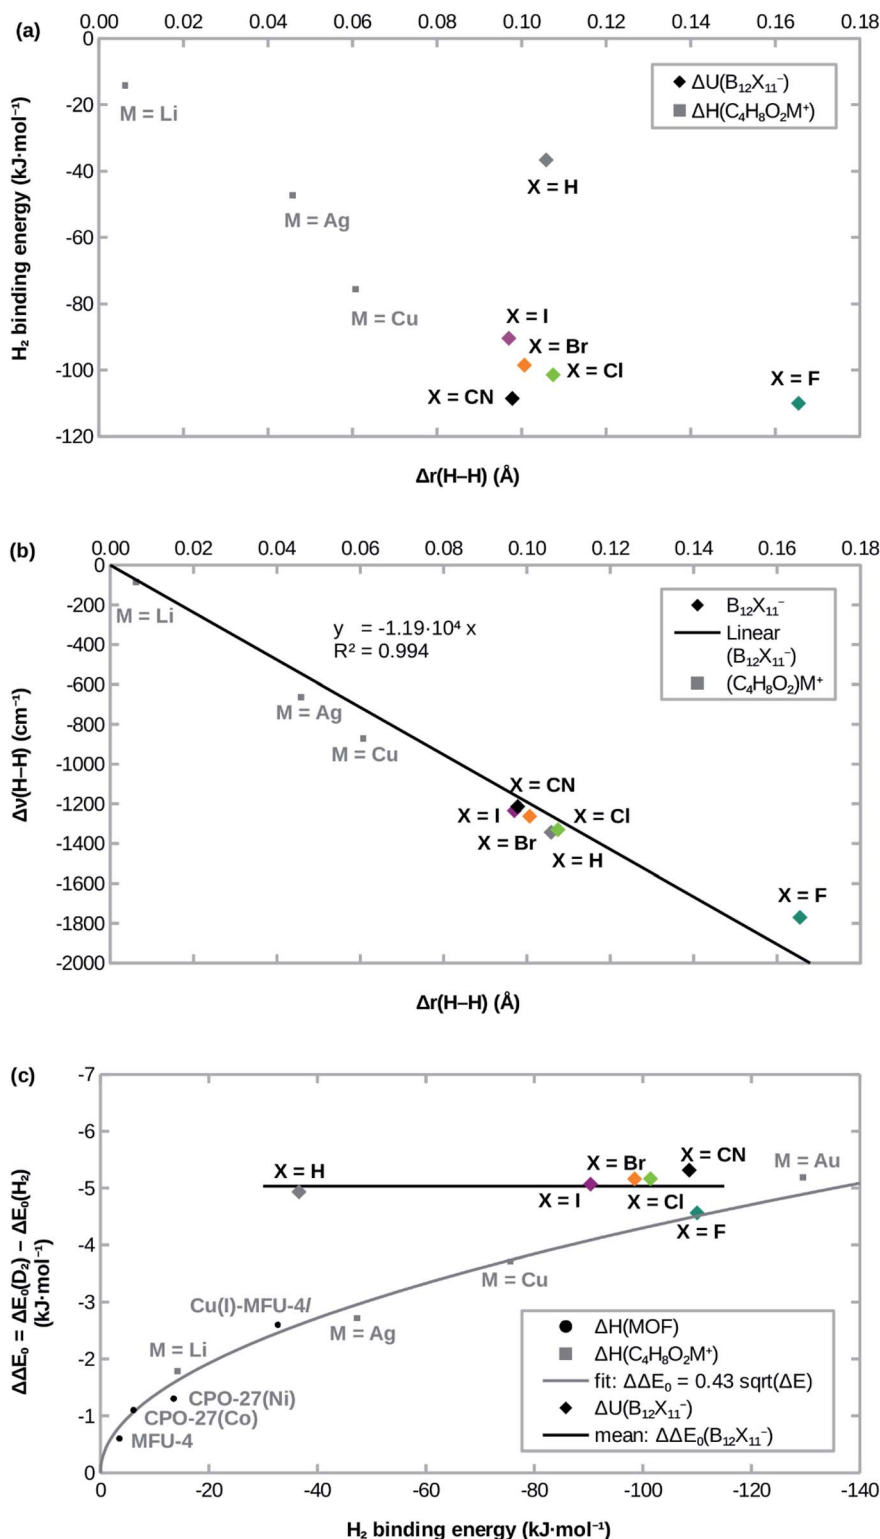 (a)
0.00 0.02 0.04 0.06 0.08 0.10 0.12 0.14 0.16 0.18
0
-20
-40
-60
-80
-100
-120
H₂ binding energy (kJ·mol⁻¹)
◆ ΔU(B₁₂X₁₁⁻)
■ ΔH(C₄H₈O₂M⁺)
M = Li
X = H
M = Ag
M = Cu
X = I
X = Br
X = Cl
X = F
X = CN
Δr(H–H) (Å)
(b)
0.00 0.02 0.04 0.06 0.08 0.10 0.12 0.14 0.16 0.18
0
-200
-400
-600
-800
-1000
-1200
-1400
-1600
-1800
-2000
Δν(H–H) (cm⁻¹)
◆ B₁₂X₁₁⁻
Linear
(B₁₂X₁₁⁻)
■ (C₄H₈O₂)M⁺
M = Li
y = -1.19·10⁴ x
R² = 0.994
M = Ag
M = Cu
X = CN
X = I
X = Cl
X = Br
X = H
X = F
Δr(H–H) (Å)
(c)
-7
-6
-5
-4
-3
-2
-1
0
ΔΔE₀ = ΔE₀(D₂) − ΔE₀(H₂)
(kJ·mol⁻¹)
X = H
X = Br
X = CN
M = Au
X = I
X = Cl
X = F
M = Cu
Cu(I)-MFU-4l
M = Ag
M = Li
CPO-27(Ni)
CPO-27(Co)
MFU-4
● ΔH(MOF)
■ ΔH(C₄H₈O₂M⁺)
fit: ΔΔE₀ = 0.43 sqrt(ΔE)
◆ ΔU(B₁₂X₁₁⁻)
mean: ΔΔE₀(B₁₂X₁₁⁻)
0 -20 -40 -60 -80 -100 -120 -140
H₂ binding energy (kJ·mol⁻¹)